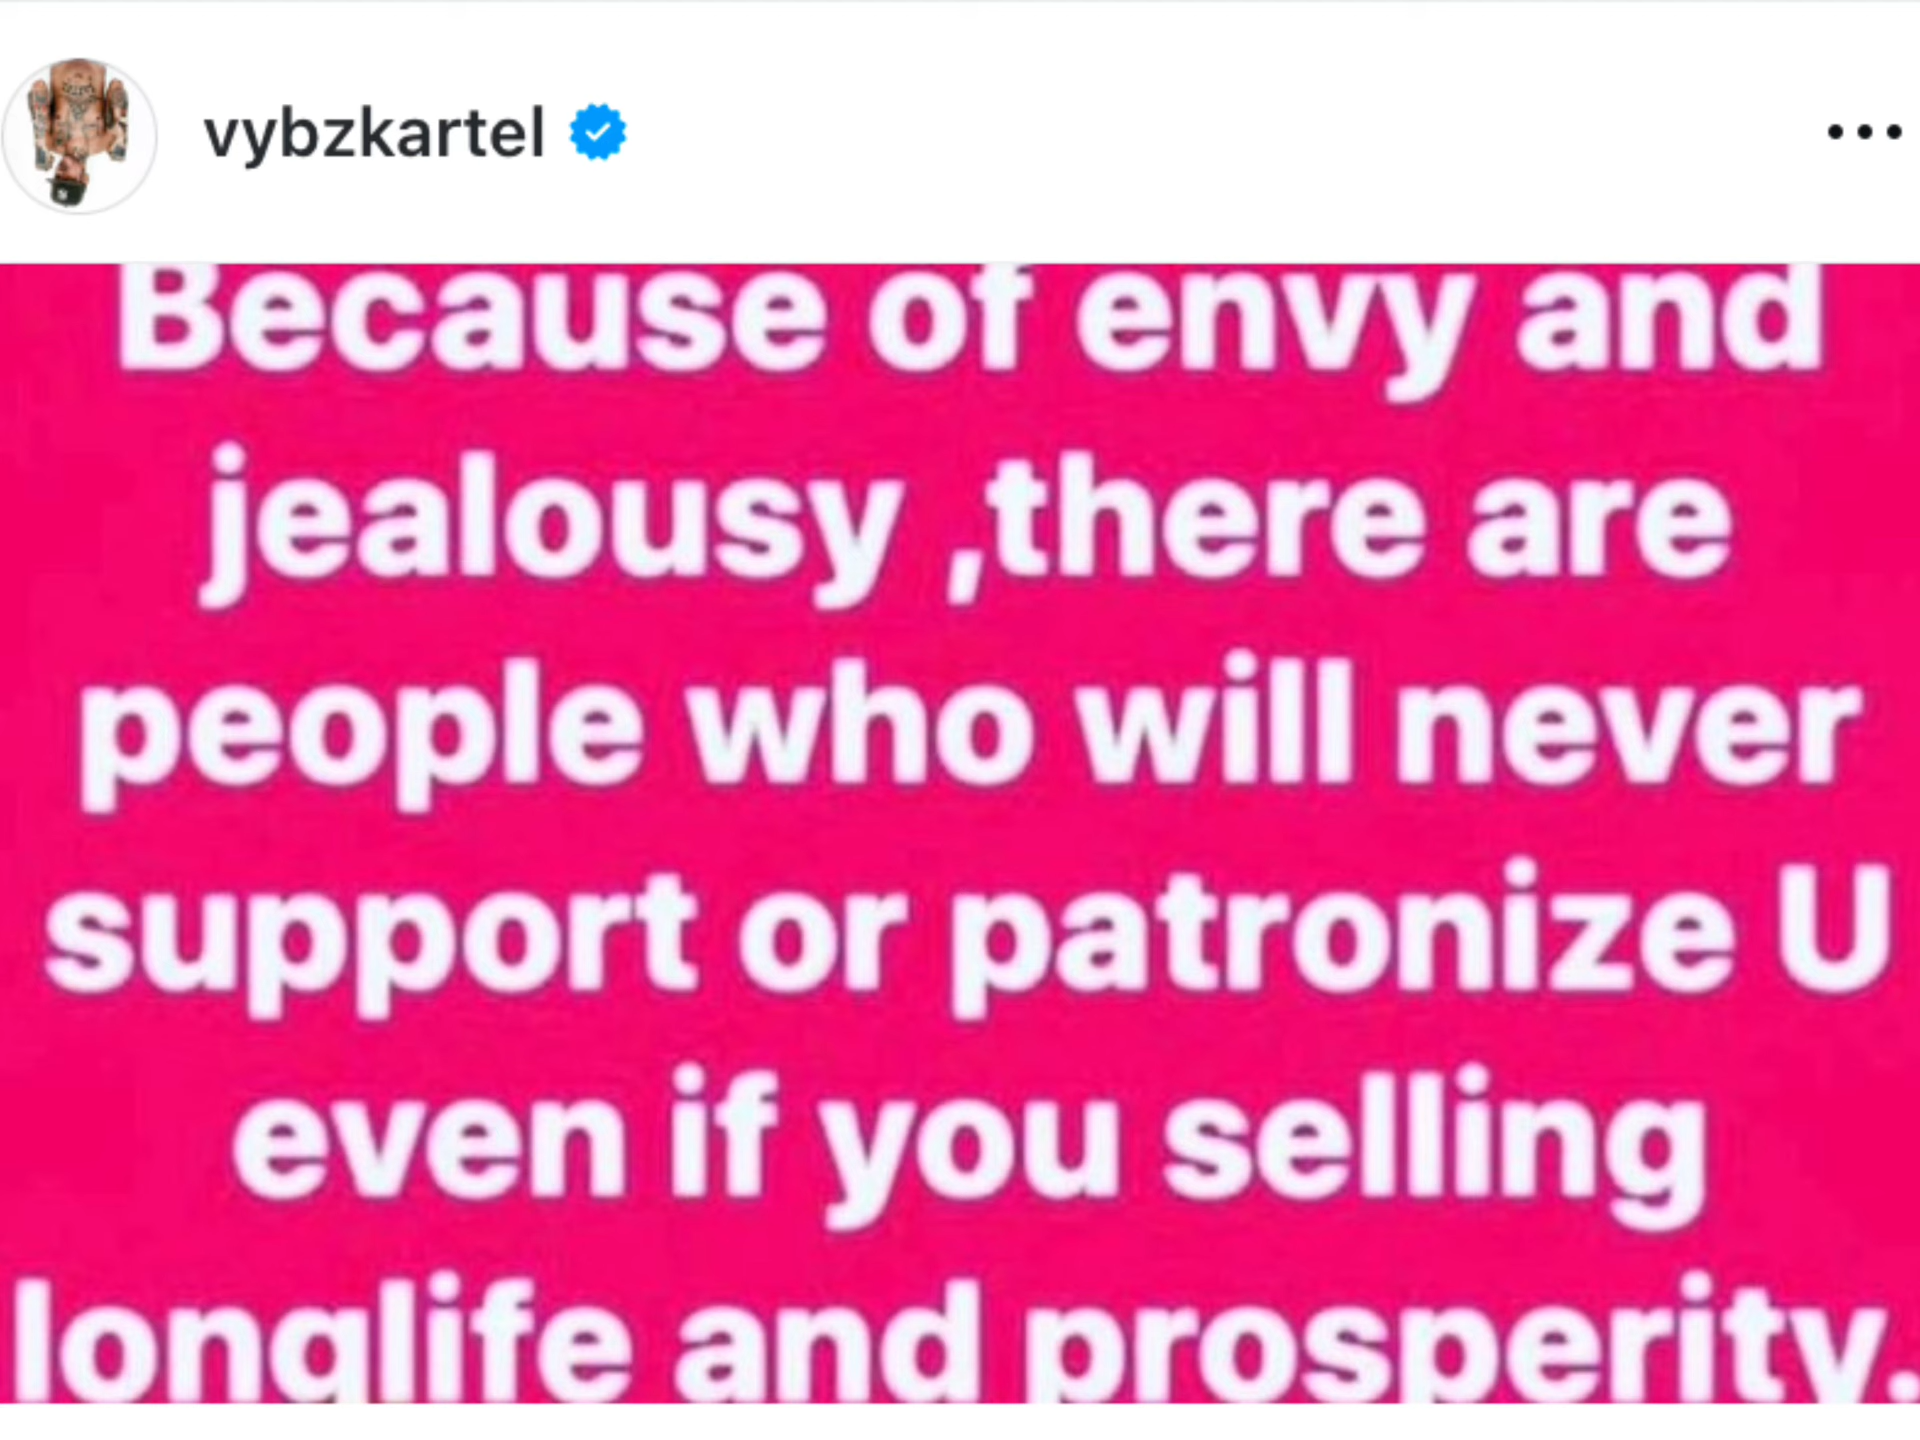 vybzkartel
Because of envy and
jealousy ,there are
people who will never
support or patronize U
even if you selling
longlife and prosperity.